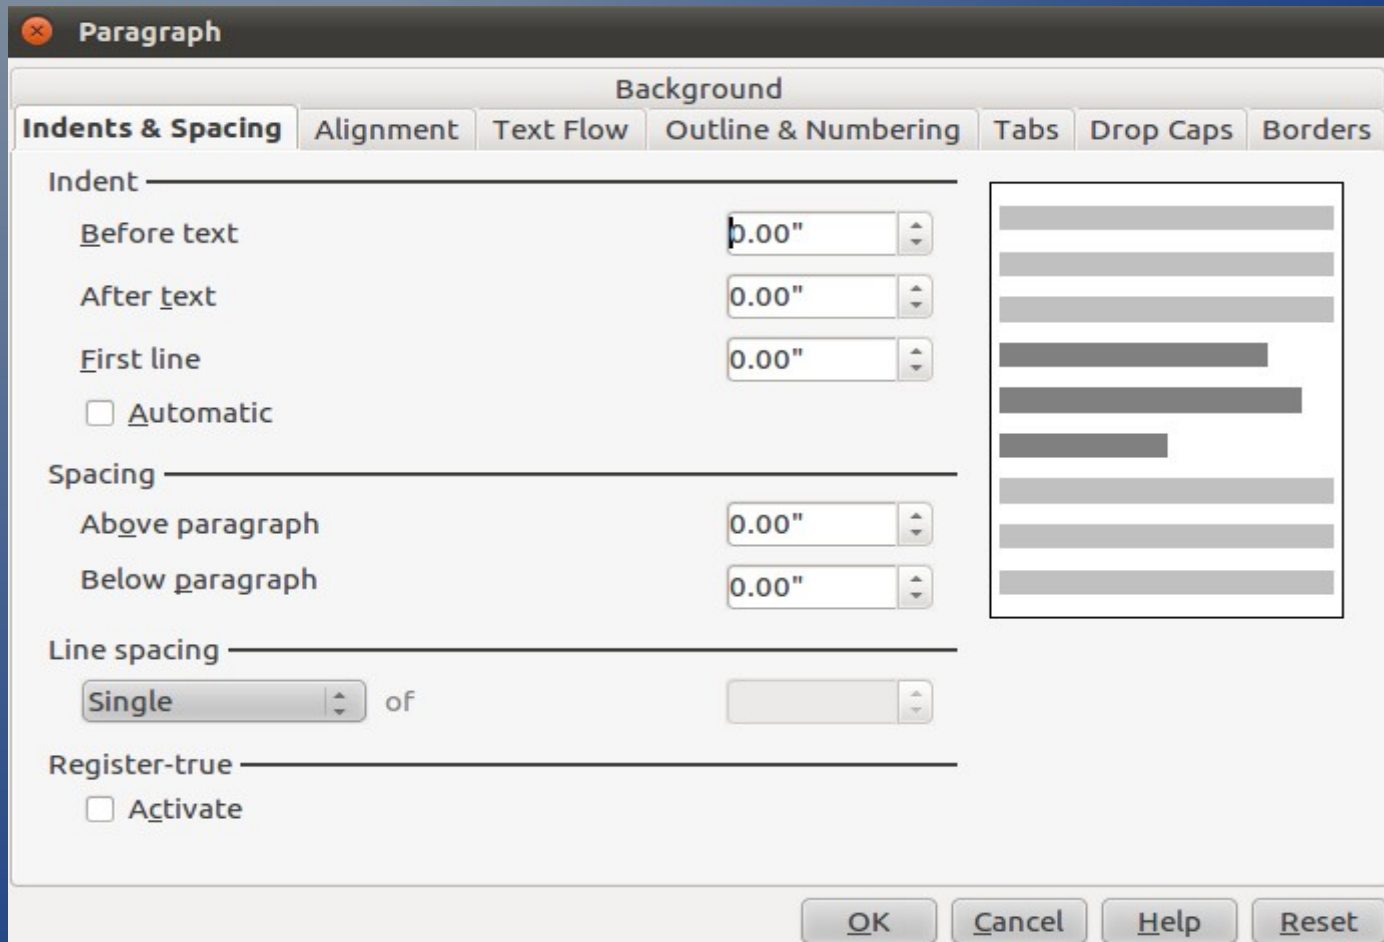 Paragraph
Background
Indents & Spacing Alignment Text Flow Outline & Numbering Tabs Drop Caps Borders
Indent
Before text 0.00"
After text 0.00"
First line 0.00"
Automatic
Spacing
Above paragraph 0.00"
Below paragraph 0.00"
Line spacing
Single of
Register-true
Activate
OK Cancel Help Reset